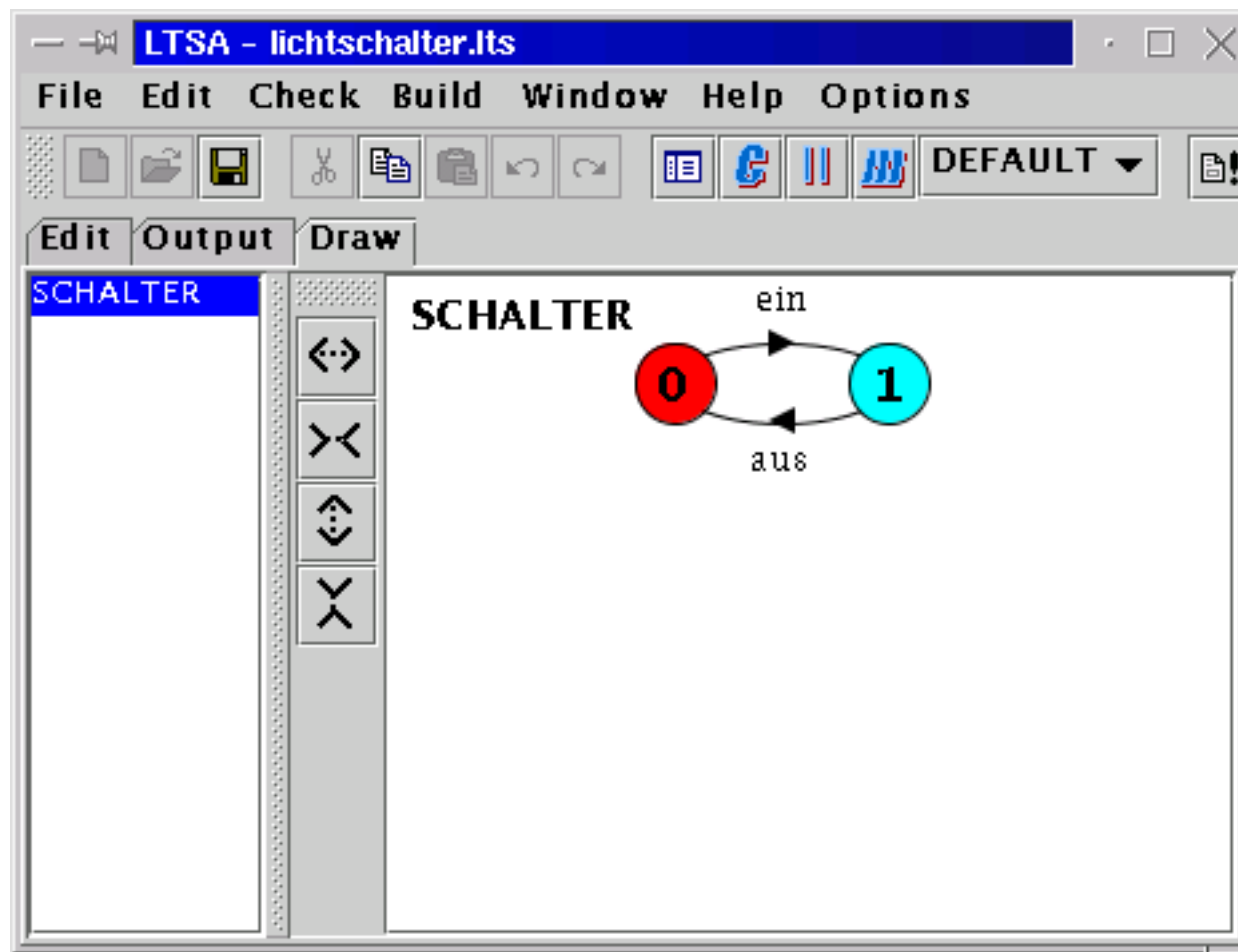 LTSA – lichtschalter.lts
File Edit Check Build Window Help Options
DEFAULT
Edit Output Draw
SCHALTER
SCHALTER
ein
0 1
aus